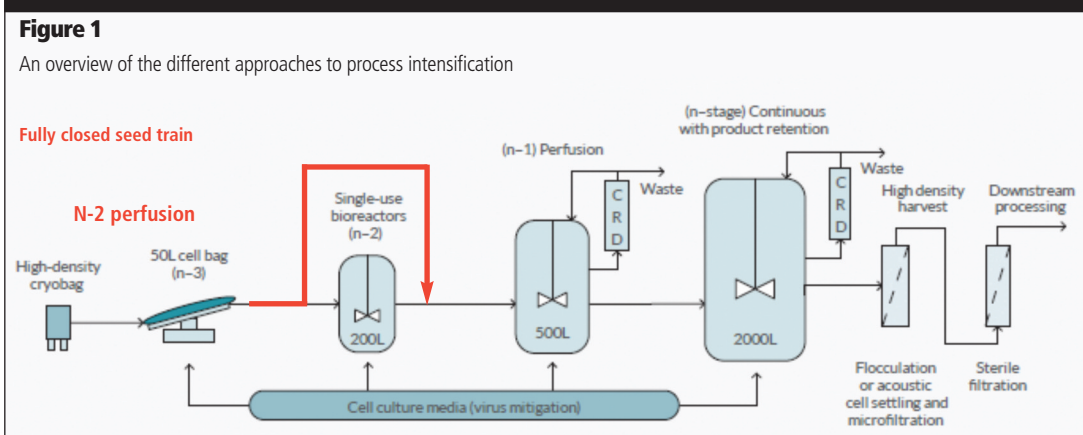 Figure 1
An overview of the different approaches to process intensification
Fully closed seed train
N-2 perfusion
High-density
cryobag
50L cell bag
(n–3)
Single-use
bioreactors
(n–2)
200L
(n–1) Perfusion
C
R
D
Waste
500L
(n–stage) Continuous
with product retention
C
R
D
Waste
2000L
High density
harvest
Downstream
processing
Flocculation
or acoustic
cell settling and
microfiltration
Sterile
filtration
Cell culture media (virus mitigation)